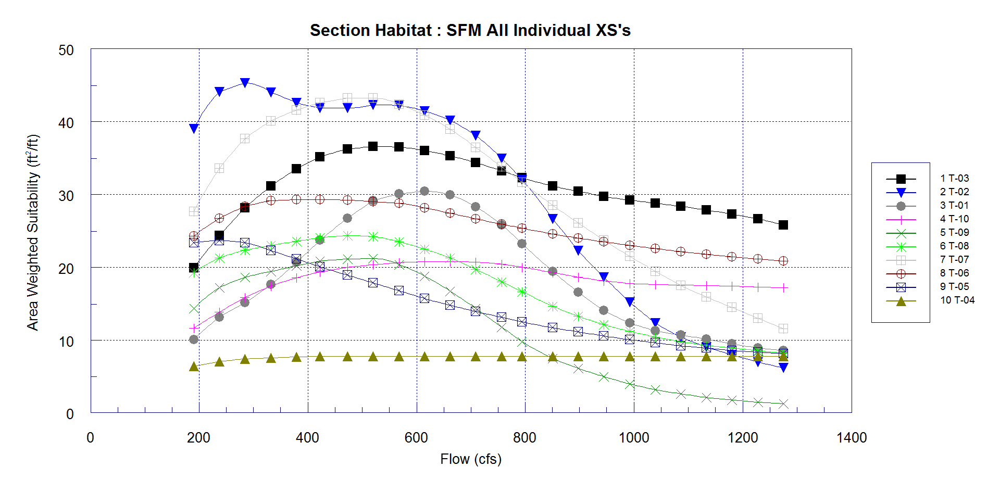 Section Habitat : SFM All Individual XS's
50
40
30
20
10
0
Area Weighted Suitability (ft²/ft)
0 200 400 600 800 1000 1200 1400
Flow (cfs)
1 T-03
2 T-02
3 T-01
4 T-10
5 T-09
6 T-08
7 T-07
8 T-06
9 T-05
10 T-04